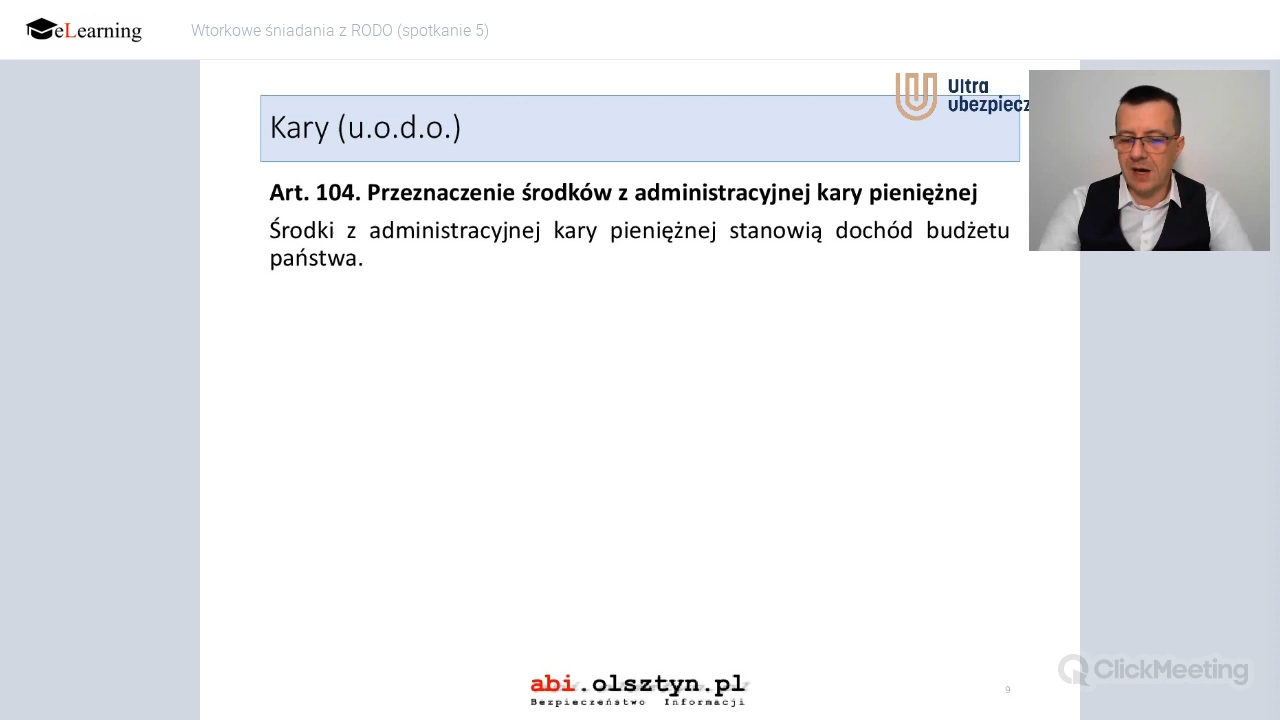 eLearning
Wtorkowe śniadania z RODO (spotkanie 5)
Ultra
ubezpiecz
Kary (u.o.d.o.)
Art. 104. Przeznaczenie środków z administracyjnej kary pieniężnej
Środki z administracyjnej kary pieniężnej stanowią dochód budżetu
państwa.
abi.olsztyn.pl
Bezpieczeństwo Informacji
9
ClickMeeting